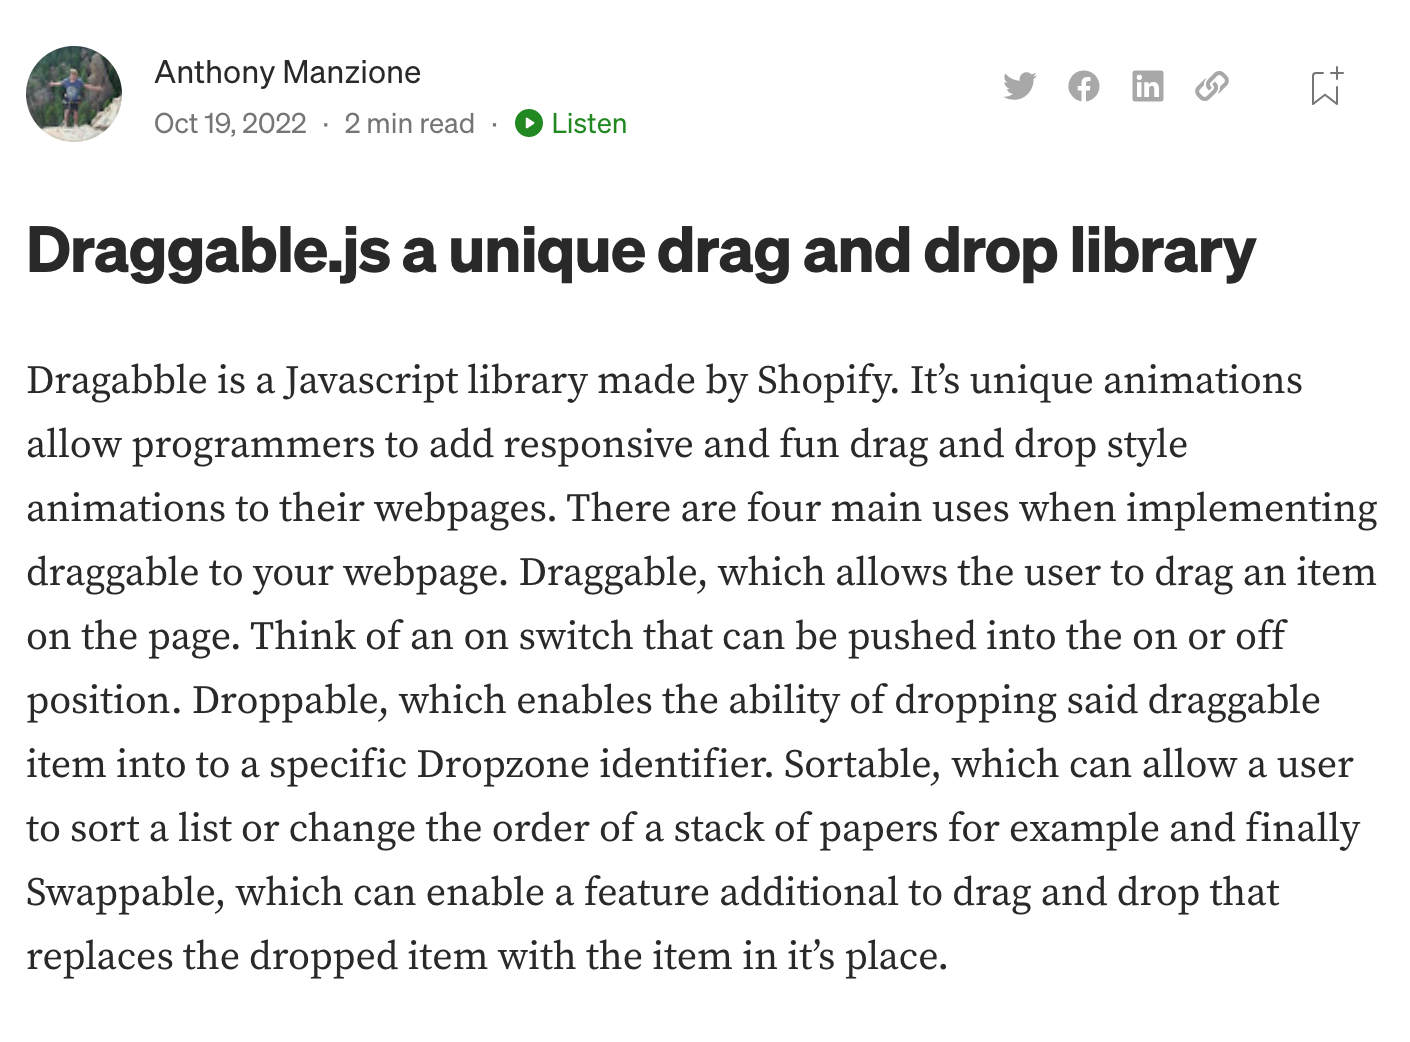 Anthony Manzione
Oct 19, 2022 · 2 min read · Listen
Draggable.js a unique drag and drop library
Dragabble is a Javascript library made by Shopify. It’s unique animations
allow programmers to add responsive and fun drag and drop style
animations to their webpages. There are four main uses when implementing
draggable to your webpage. Draggable, which allows the user to drag an item
on the page. Think of an on switch that can be pushed into the on or off
position. Droppable, which enables the ability of dropping said draggable
item into to a specific Dropzone identifier. Sortable, which can allow a user
to sort a list or change the order of a stack of papers for example and finally
Swappable, which can enable a feature additional to drag and drop that
replaces the dropped item with the item in it’s place.